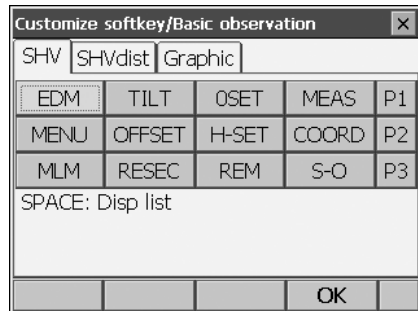 Customize softkey/Basic observation ×
SHV SHVdist Graphic
EDM TILT 0SET MEAS P1
MENU OFFSET H-SET COORD P2
MLM RESEC REM S-O P3
SPACE: Disp list
OK